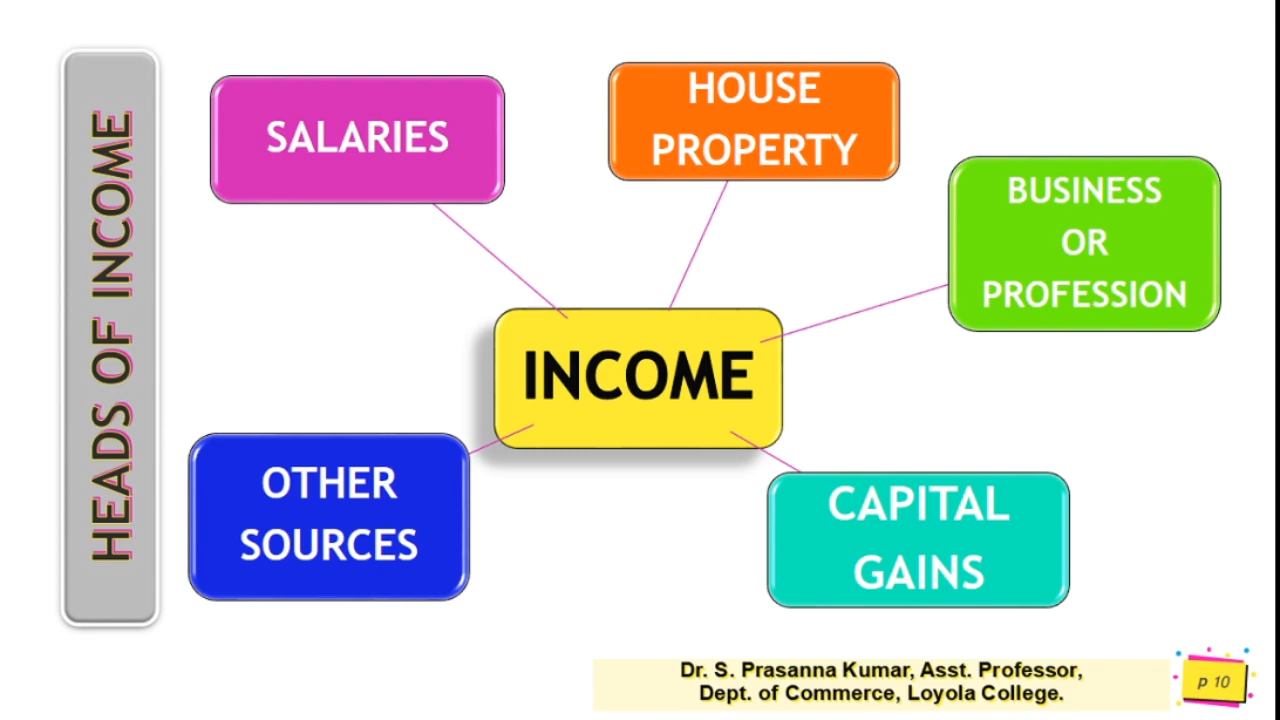 HEADS OF INCOME
SALARIES
HOUSE
PROPERTY
BUSINESS
OR
PROFESSION
INCOME
OTHER
SOURCES
CAPITAL
GAINS
Dr. S. Prasanna Kumar, Asst. Professor,
Dept. of Commerce, Loyola College.
p 10